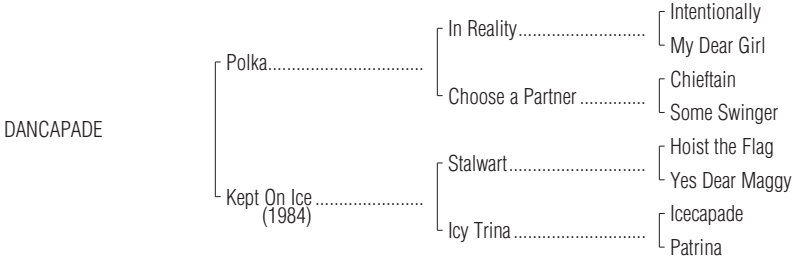 Intentionally
In Reality..........................
My Dear Girl
Polka................................
Chieftain
Choose a Partner ..............
Some Swinger
DANCAPADE
Hoist the Flag
Stalwart............................
Yes Dear Maggy
Kept On Ice ......................
(1984)
Icecapade
Icy Trina ...........................
Patrina